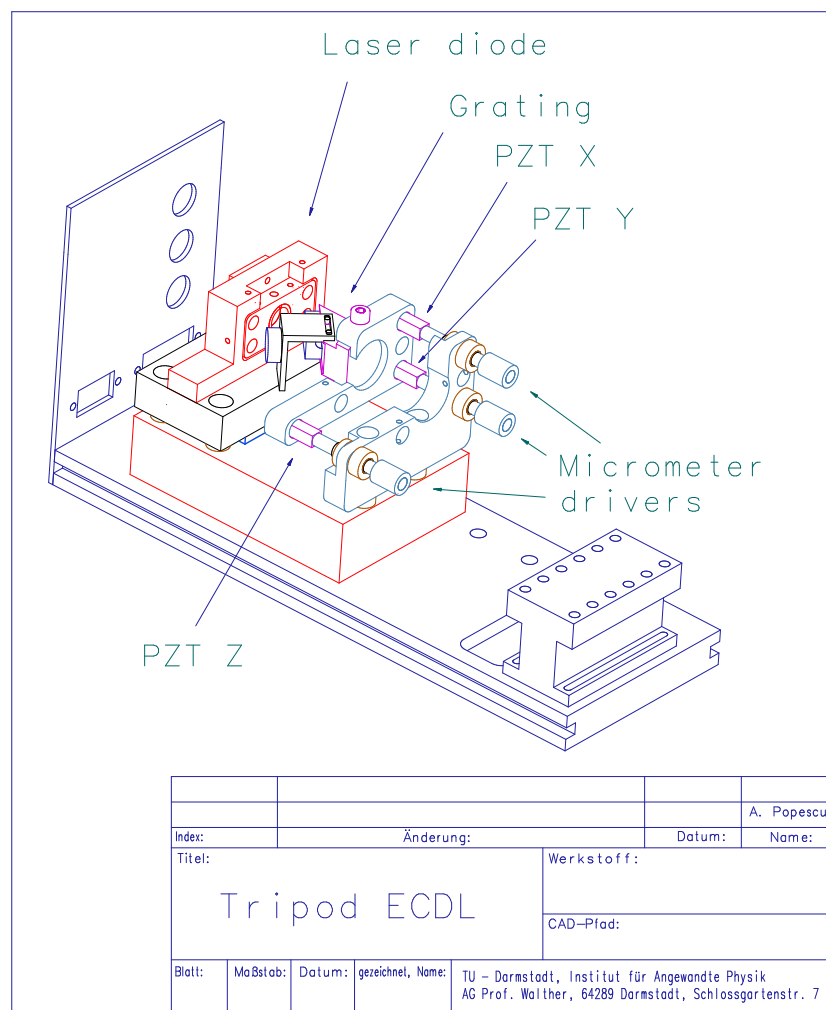 Laser diode
Grating
PZT X
PZT Y
Micrometer
drivers
PZT Z
A. Popescu
Index:
Änderung:
Datum:
Name:
Titel:
Werkstoff:
Tripod ECDL
CAD-Pfad:
Blatt:
Maßstab:
Datum:
gezeichnet, Name:
TU - Darmstadt, Institut für Angewandte Physik
AG Prof. Walther, 64289 Darmstadt, Schlossgartenstr. 7